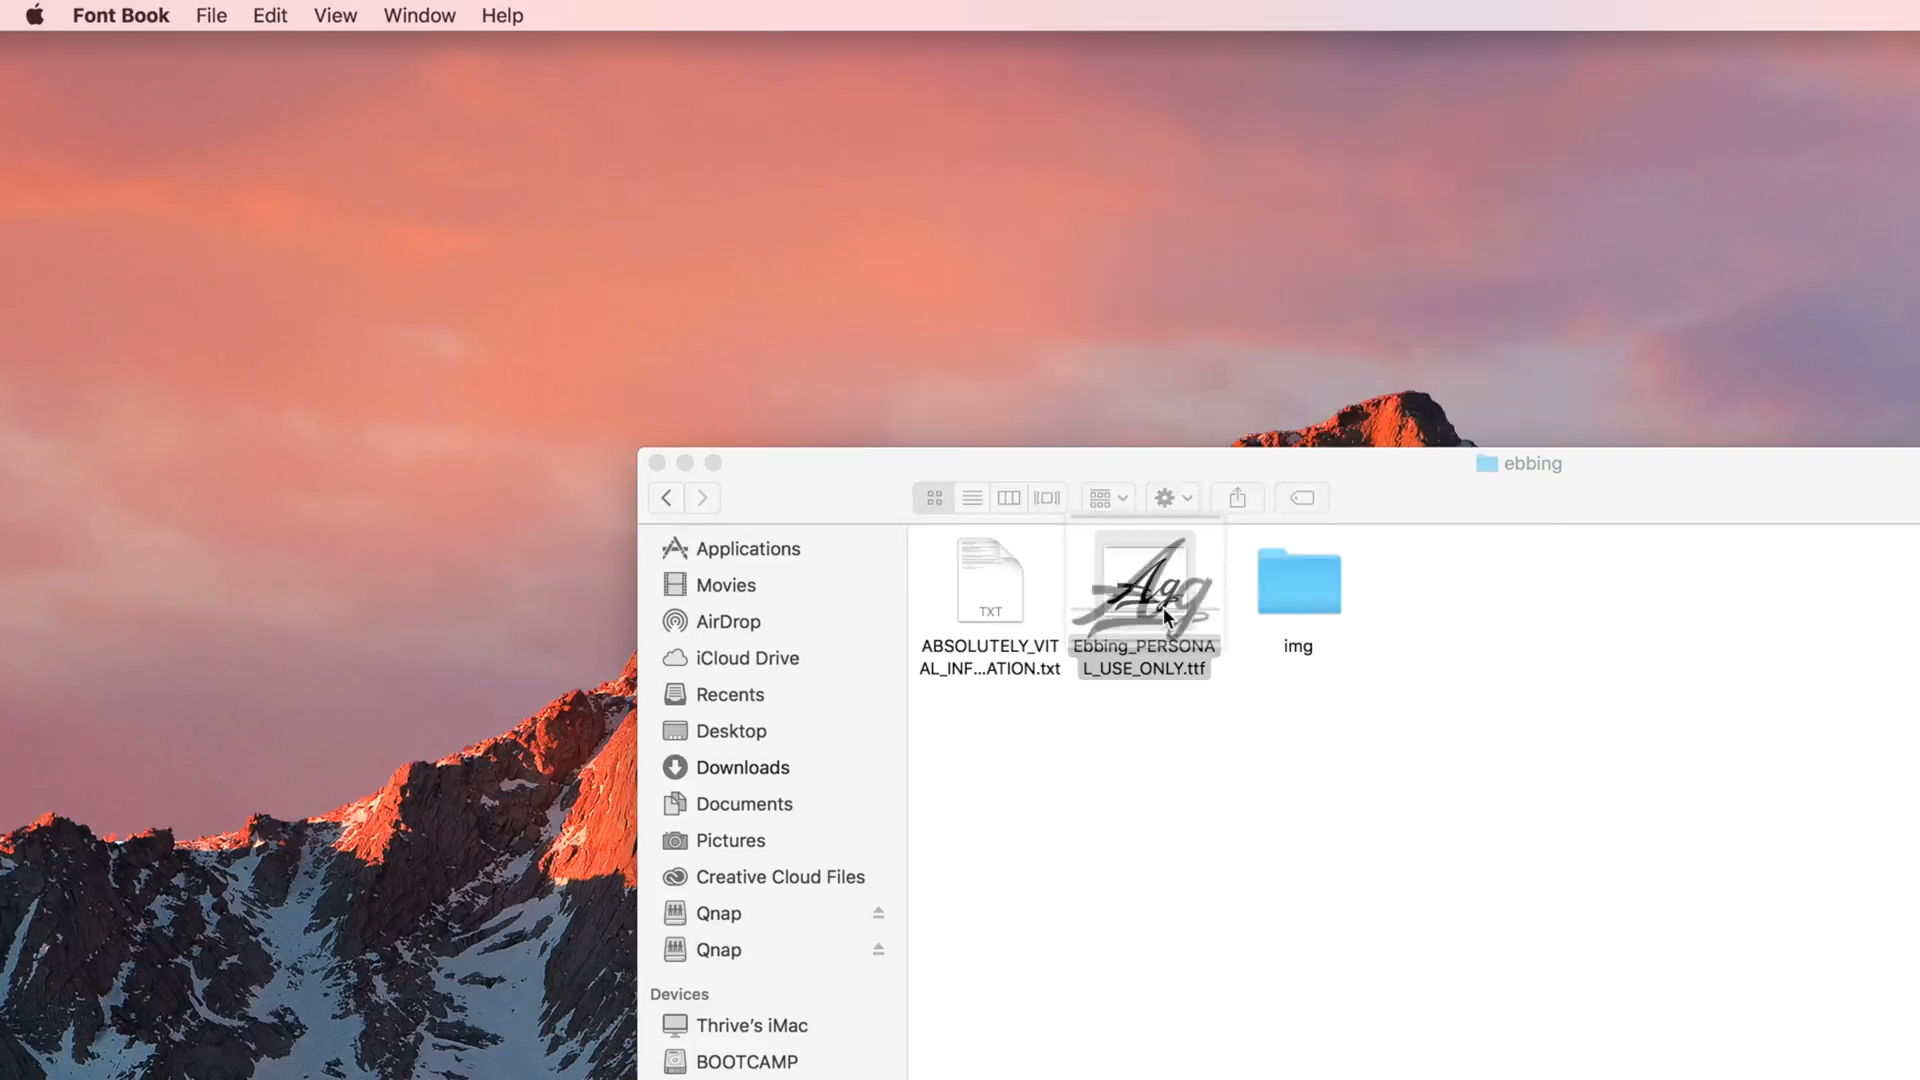 Font Book File Edit View Window Help
ebbing
Applications
Movies
AirDrop
iCloud Drive
Recents
Desktop
Downloads
Documents
Pictures
Creative Cloud Files
Qnap
Qnap
Devices
Thrive's iMac
BOOTCAMP
TXT
ABSOLUTELY_VIT
AL_INF...ATION.txt
Ag
Ebbing_PERSONA
L_USE_ONLY.ttf
img